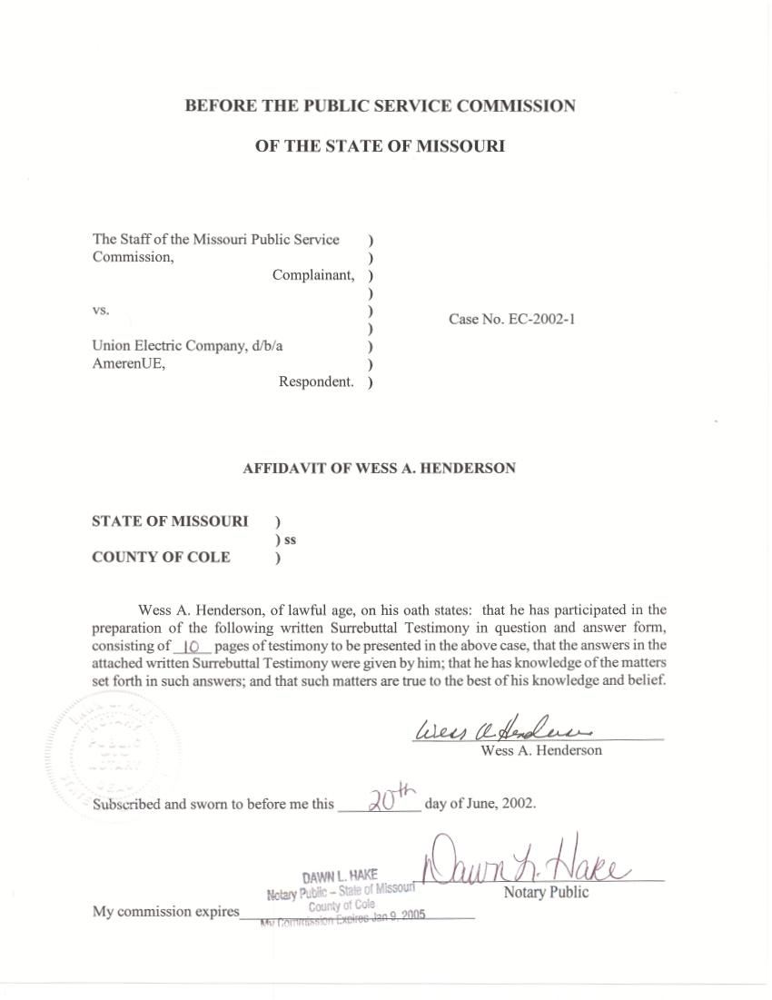 BEFORE THE PUBLIC SERVICE COMMISSION
OF THE STATE OF MISSOURI
The Staff of the Missouri Public Service )
Commission, )
Complainant, )
)
vs. )
Case No. EC-2002-1
)
Union Electric Company, d/b/a )
AmerenUE, )
Respondent. )
AFFIDAVIT OF WESS A. HENDERSON
STATE OF MISSOURI )
) ss
COUNTY OF COLE )
Wess A. Henderson, of lawful age, on his oath states: that he has participated in the
preparation of the following written Surrebuttal Testimony in question and answer form,
consisting of 10 pages of testimony to be presented in the above case, that the answers in the
attached written Surrebuttal Testimony were given by him; that he has knowledge of the matters
set forth in such answers; and that such matters are true to the best of his knowledge and belief.
Wess A Henderson
Wess A. Henderson
NOTARY
PUBLIC
NOTARY
SEAL
Subscribed and sworn to before me this 20th day of June, 2002.
Dawn L. Hake
Notary Public
DAWN L. HAKE
Notary Public – State of Missouri
County of Cole
My Commission Expires Jan 9, 2005
My commission expires